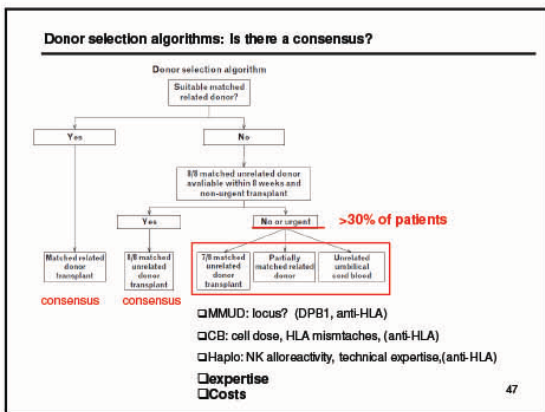 Donor selection algorithms: Is there a consensus?
Donor selection algorithm
Suitable matched
related donor?
Yes
No
8/8 matched unrelated donor
avaliable within 8 weeks and
non-urgent transplant
Yes
No or urgent
>30% of patients
Matched related
donor
transplant
8/8 matched
unrelated
donor
transplant
7/8 matched
unrelated
donor
transplant
Partially
matched related
donor
Unrelated
umbilical
cord blood
consensus
consensus
❑MMUD: locus? (DPB1, anti-HLA)
❑CB: cell dose, HLA mismtaches, (anti-HLA)
❑Haplo: NK alloreactivity, technical expertise,(anti-HLA)
❑expertise
❑Costs
47